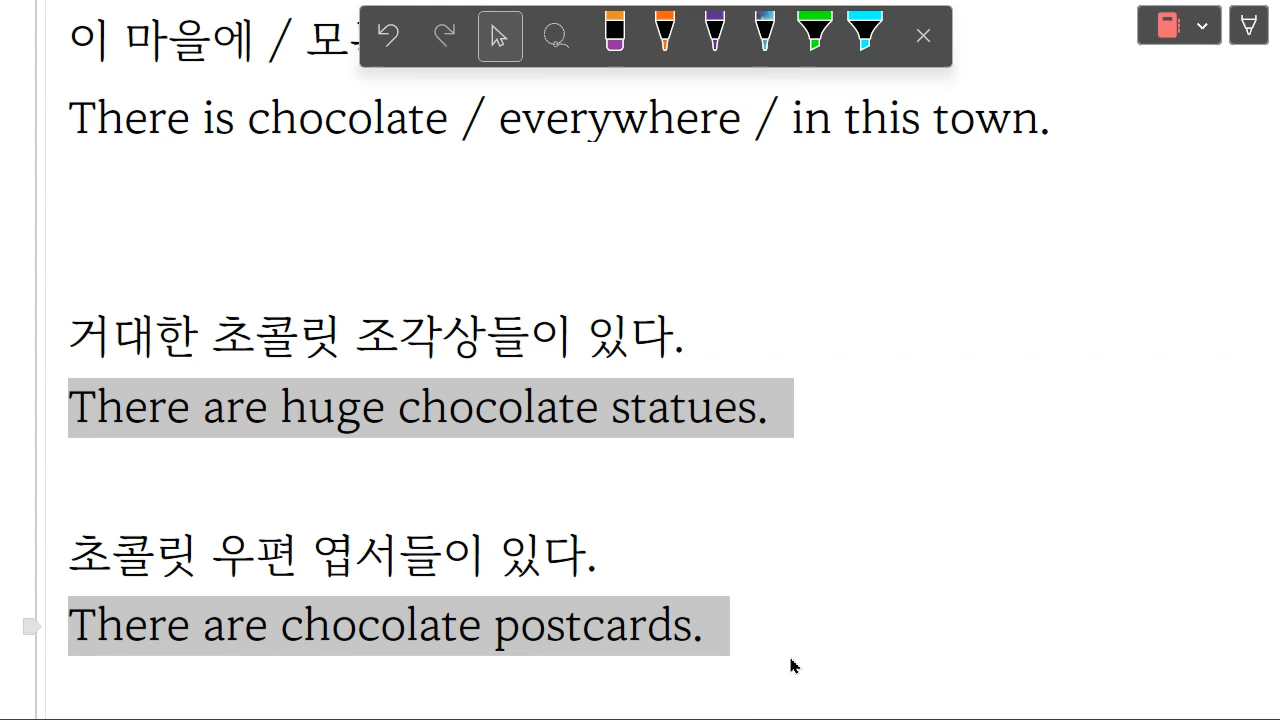 이 마을에 / 모
There is chocolate / everywhere / in this town.
거대한 초콜릿 조각상들이 있다.
There are huge chocolate statues.
초콜릿 우편 엽서들이 있다.
There are chocolate postcards.